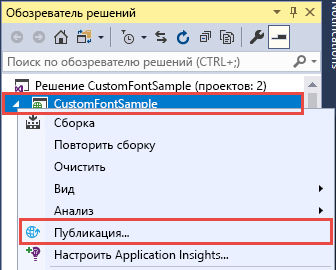 Обозреватель решений
Поиск по обозревателю решений (CTRL+;)
Решение CustomFontSample (проектов: 2)
CustomFontSample
Сборка
Повторить сборку
Очистить
Вид
Анализ
Публикация...
Настроить Application Insights...